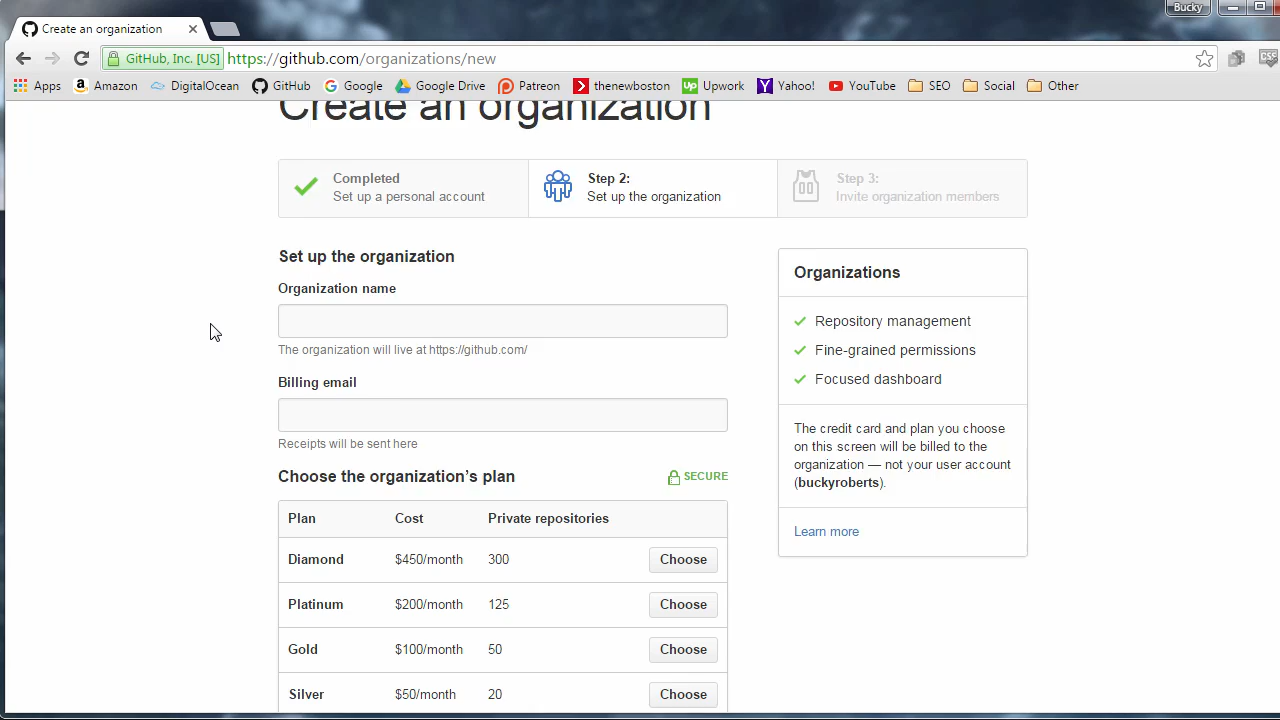 Bucky
Create an organization
GitHub, Inc. [US] https://github.com/organizations/new
Apps Amazon DigitalOcean GitHub Google Google Drive Patreon thenewboston Upwork Yahoo! YouTube SEO Social Other
Create an organization
Completed
Set up a personal account
Step 2:
Set up the organization
Step 3:
Invite organization members
Set up the organization
Organization name
The organization will live at https://github.com/
Billing email
Receipts will be sent here
Choose the organization’s plan
SECURE
Plan Cost Private repositories
Diamond $450/month 300 Choose
Platinum $200/month 125 Choose
Gold $100/month 50 Choose
Silver $50/month 20 Choose
Organizations
Repository management
Fine-grained permissions
Focused dashboard
The credit card and plan you choose
on this screen will be billed to the
organization — not your user account
(buckyroberts).
Learn more